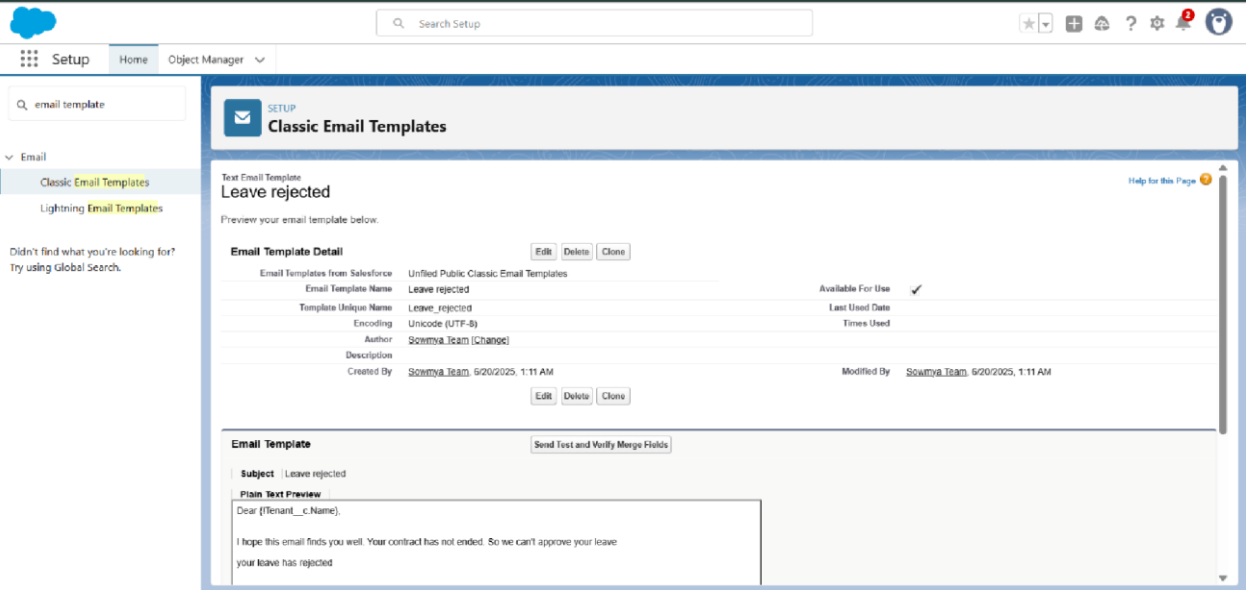 Search Setup
2
Setup
Home
Object Manager
email template
Email
Classic Email Templates
Lightning Email Templates
Didn't find what you're looking for?
Try using Global Search.
SETUP
Classic Email Templates
Text Email Template
Leave rejected
Help for this Page
Preview your email template below.
Email Template Detail
Edit Delete Clone
Email Templates from Salesforce Unfiled Public Classic Email Templates
Email Template Name Leave rejected Available For Use
Template Unique Name Leave_rejected Last Used Date
Encoding Unicode (UTF-8) Times Used
Author Sowmya Team [Change]
Description
Created By Sowmya Team, 6/20/2025, 1:11 AM Modified By Sowmya Team, 6/20/2025, 1:11 AM
Edit Delete Clone
Email Template Send Test and Verify Merge Fields
Subject Leave rejected
Plain Text Preview
Dear {!Tenant__c.Name},
I hope this email finds you well. Your contract has not ended. So we can't approve your leave
your leave has rejected